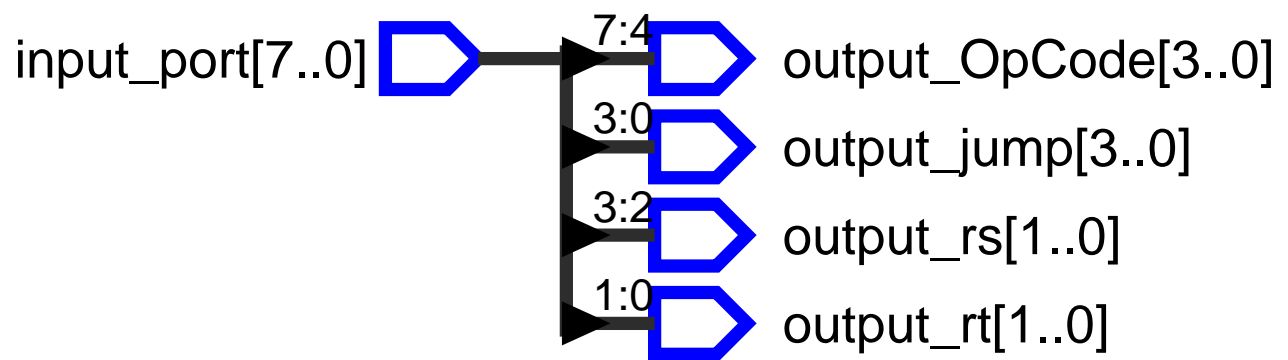 input_port[7..0] 7:4 output_OpCode[3..0]
3:0 output_jump[3..0]
3:2 output_rs[1..0]
1:0 output_rt[1..0]